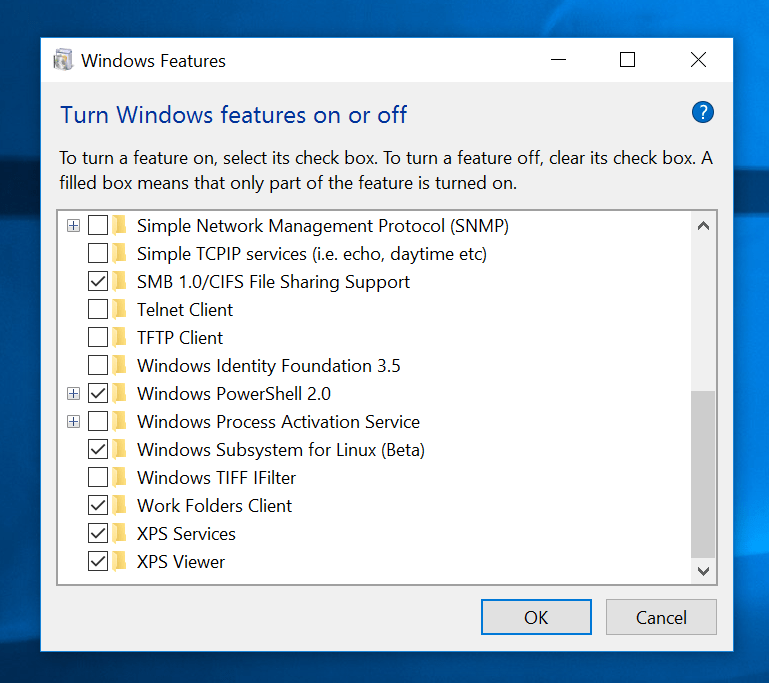 Windows Features
Turn Windows features on or off
?
To turn a feature on, select its check box. To turn a feature off, clear its check box. A
filled box means that only part of the feature is turned on.
Simple Network Management Protocol (SNMP)
Simple TCPIP services (i.e. echo, daytime etc)
SMB 1.0/CIFS File Sharing Support
Telnet Client
TFTP Client
Windows Identity Foundation 3.5
Windows PowerShell 2.0
Windows Process Activation Service
Windows Subsystem for Linux (Beta)
Windows TIFF IFilter
Work Folders Client
XPS Services
XPS Viewer
OK
Cancel